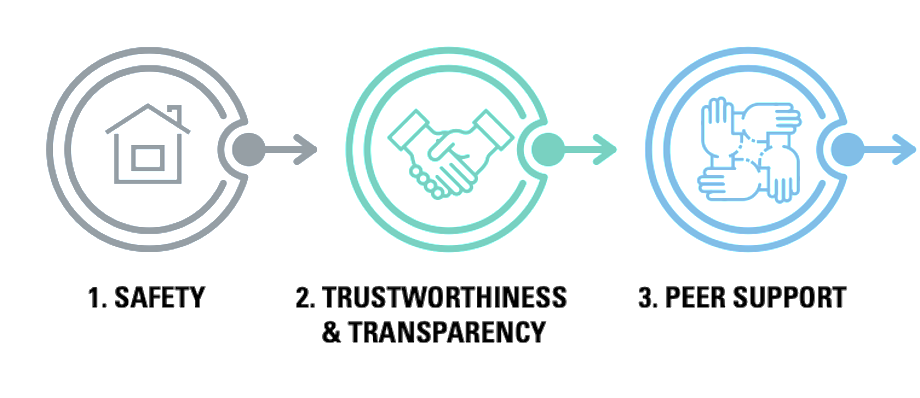 1. SAFETY
2. TRUSTWORTHINESS
& TRANSPARENCY
3. PEER SUPPORT